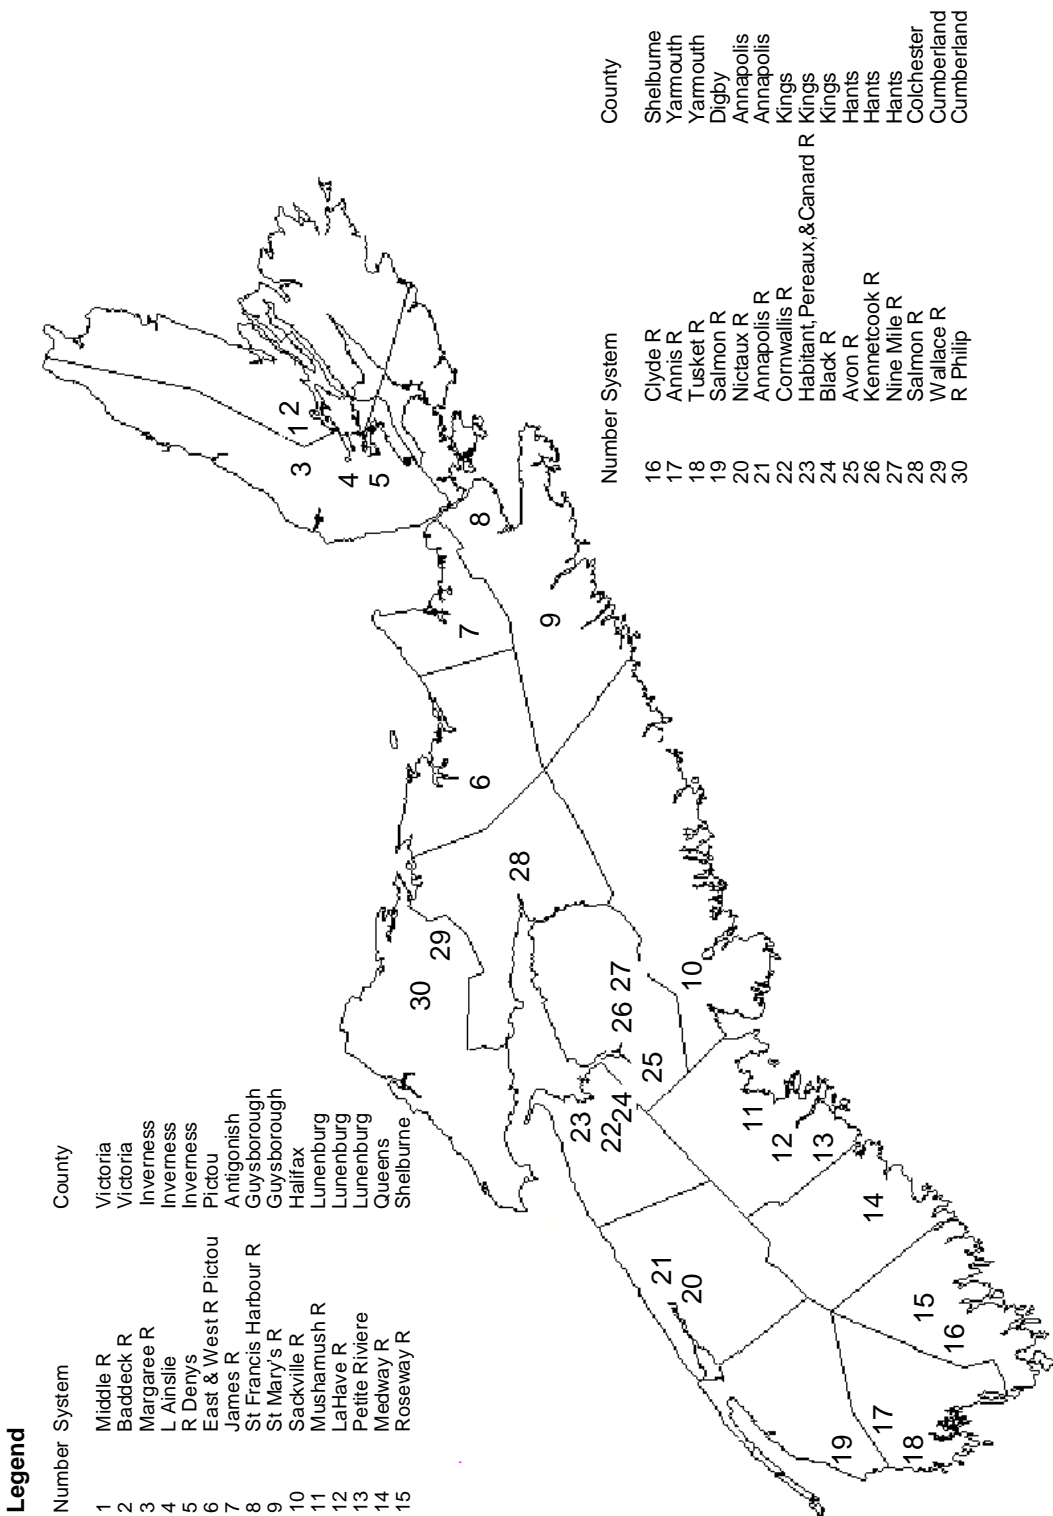 Legend
Number System County
1 Middle R Victoria
2 Baddeck R Victoria
3 Margaree R Inverness
4 L Ainslie Inverness
5 R Denys Inverness
6 East & West R Pictou Pictou
7 James R Antigonish
8 St Francis Harbour R Guysborough
9 St Mary's R Guysborough
10 Sackville R Halifax
11 Mushamush R Lunenburg
12 LaHave R Lunenburg
13 Petite Riviere Lunenburg
14 Medway R Queens
15 Roseway R Shelburne
1 2
3
4
5
6
7
8
9
10
11
12
13
14
15
16
17
18
19
20
21
22
23
24
25
26
27
28
29
30
Number System County
16 Clyde R Shelburne
17 Annis R Yarmouth
18 Tusket R Yarmouth
19 Salmon R Digby
20 Nictaux R Annapolis
21 Annapolis R Annapolis
22 Cornwallis R Kings
23 Habitant,Pereaux,&Canard R Kings
24 Black R Kings
25 Avon R Hants
26 Kennetcook R Hants
27 Nine Mile R Hants
28 Salmon R Colchester
29 Wallace R Cumberland
30 R Philip Cumberland